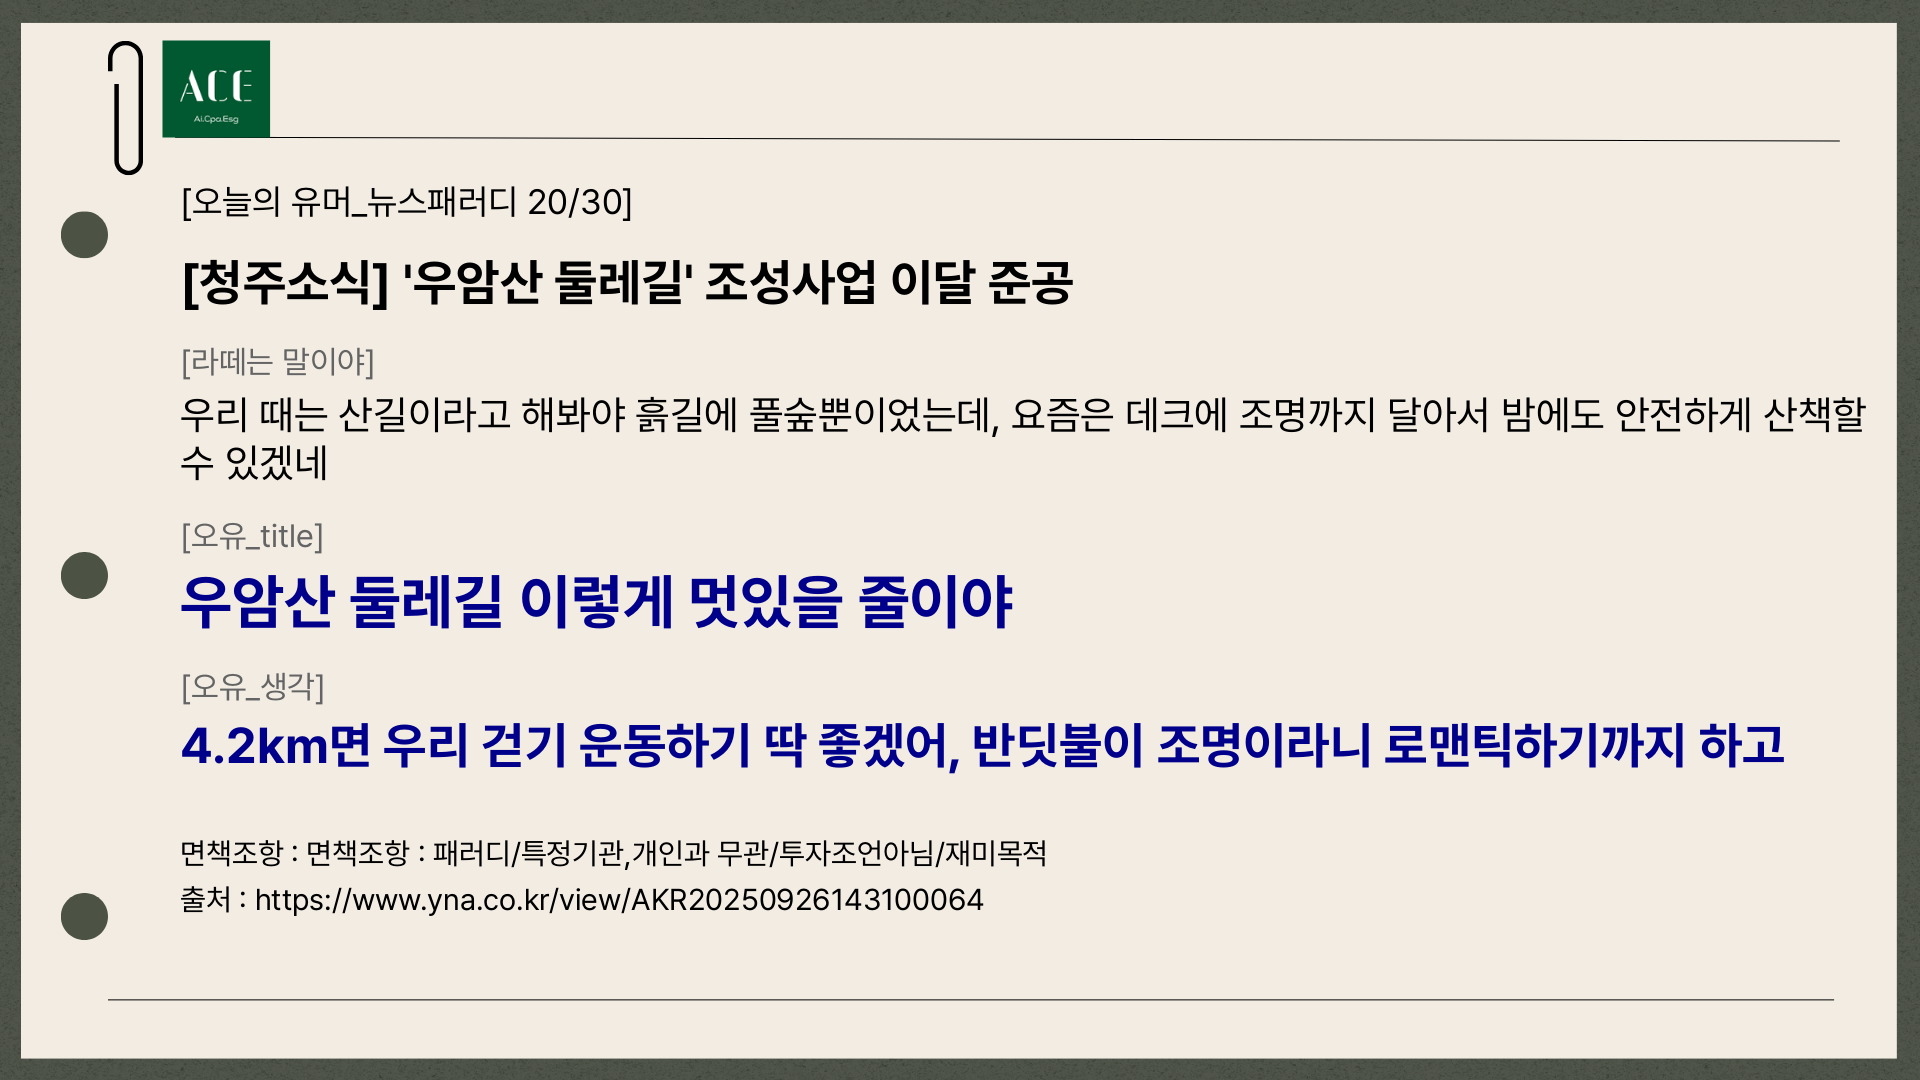 ACE
Ai.Cpa.Esg
[오늘의 유머_뉴스패러디 20/30]
[청주소식] '우암산 둘레길' 조성사업 이달 준공
[라떼는 말이야]
우리 때는 산길이라고 해봐야 흙길에 풀숲뿐이었는데, 요즘은 데크에 조명까지 달아서 밤에도 안전하게 산책할
수 있겠네
[오유_title]
우암산 둘레길 이렇게 멋있을 줄이야
[오유_생각]
4.2km면 우리 걷기 운동하기 딱 좋겠어, 반딧불이 조명이라니 로맨틱하기까지 하고
면책조항 : 면책조항 : 패러디/특정기관,개인과 무관/투자조언아님/재미목적
출처 : https://www.yna.co.kr/view/AKR20250926143100064